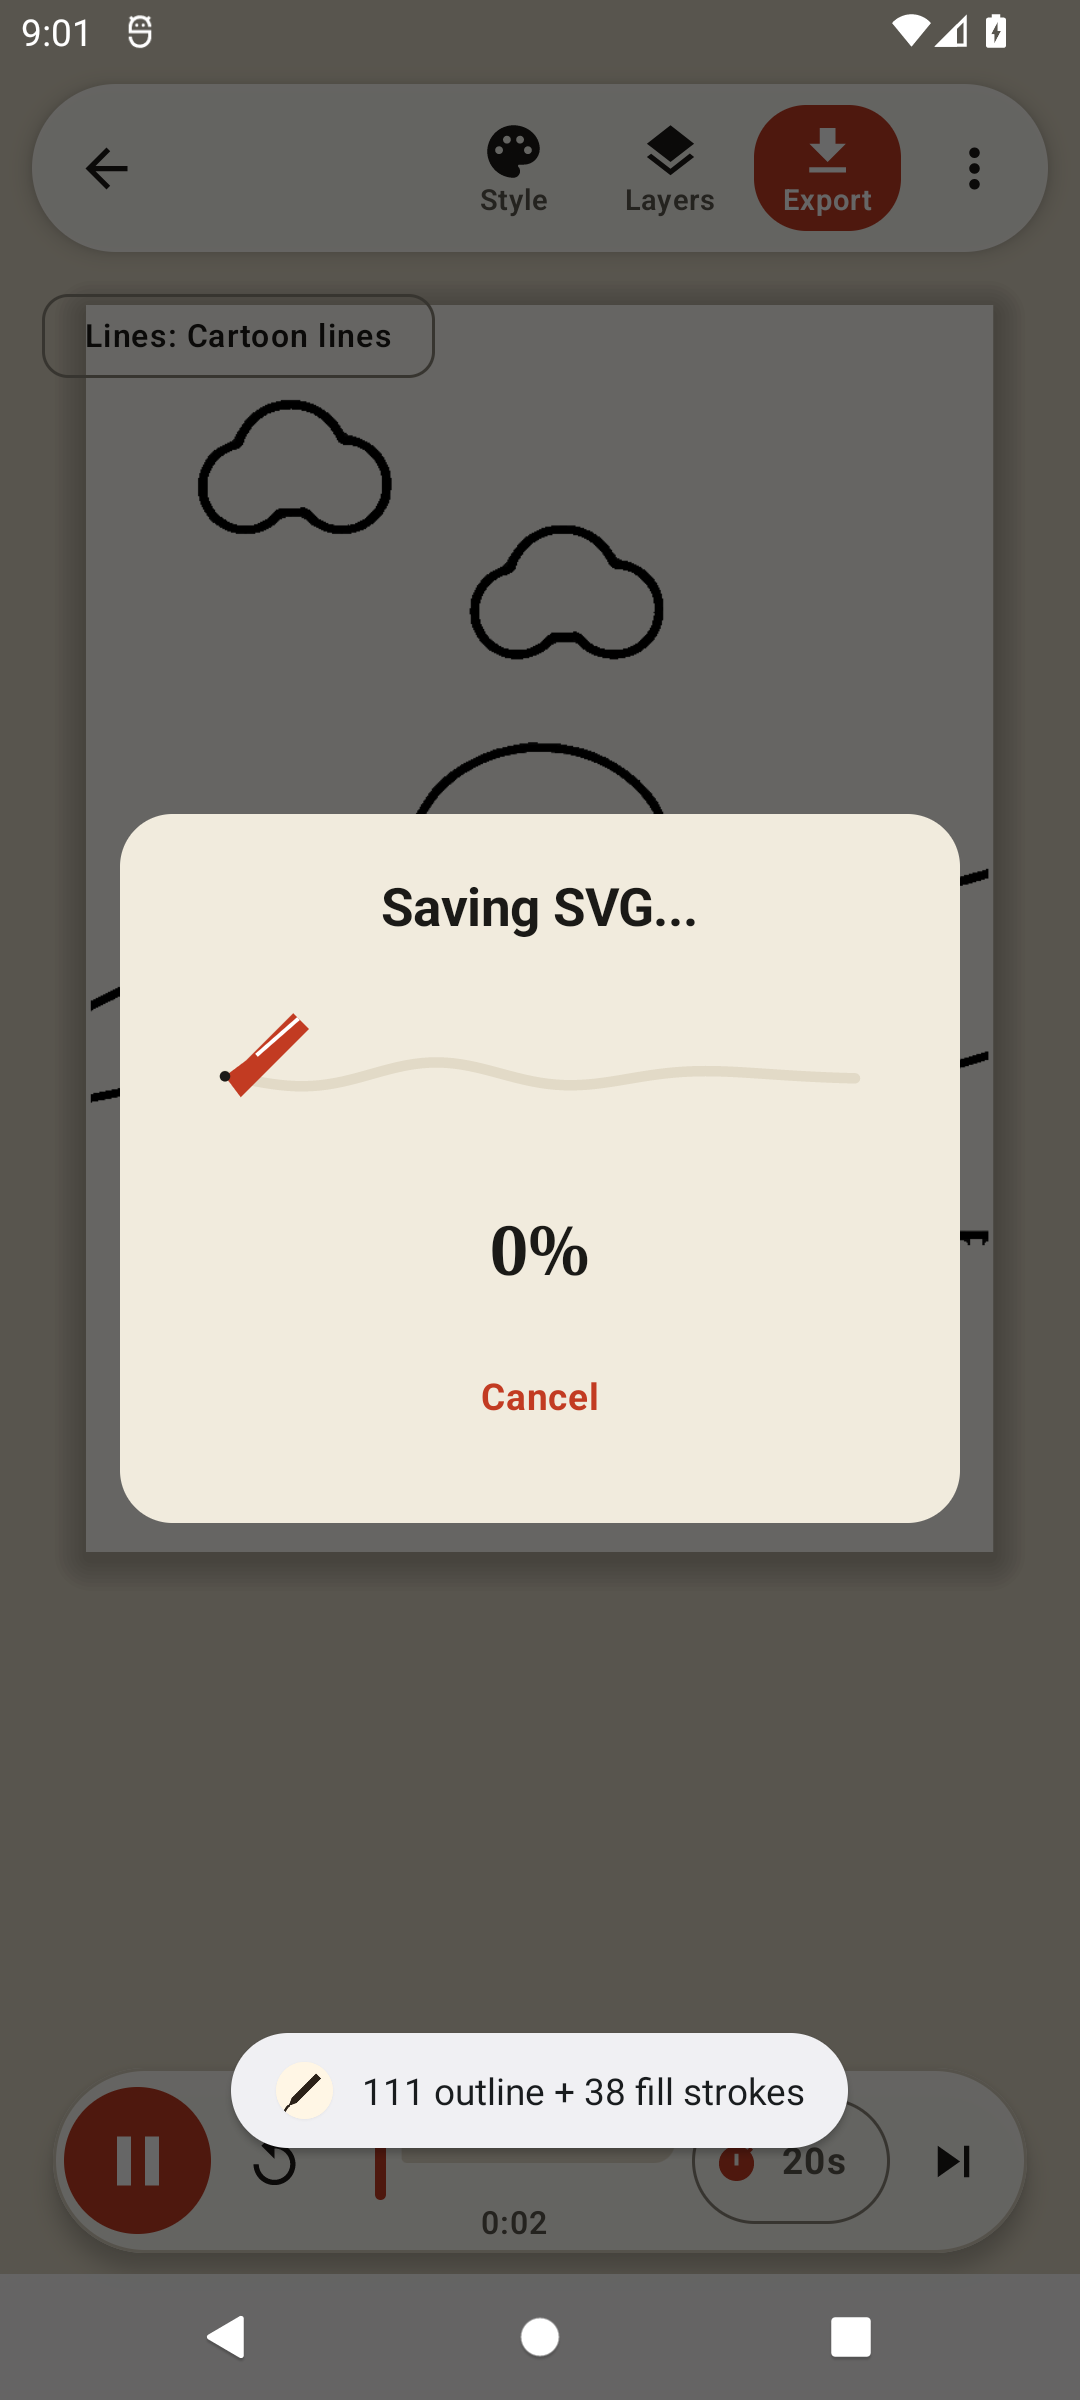 9:01
Style
Layers
Export
Lines: Cartoon lines
Saving SVG...
0%
Cancel
111 outline + 38 fill strokes
20s
0:02